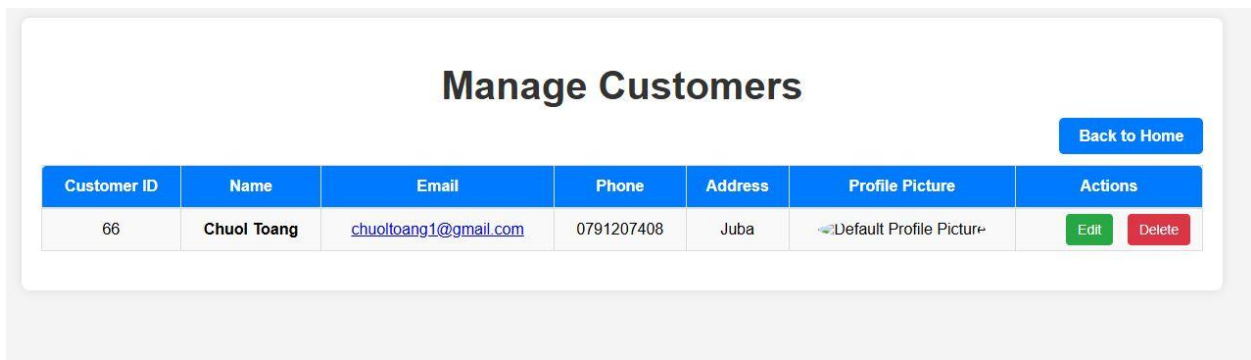 Manage Customers
Back to Home
Customer ID Name Email Phone Address Profile Picture Actions
66 Chuol Toang chuoltoang1@gmail.com 0791207408 Juba Default Profile Picture Edit Delete